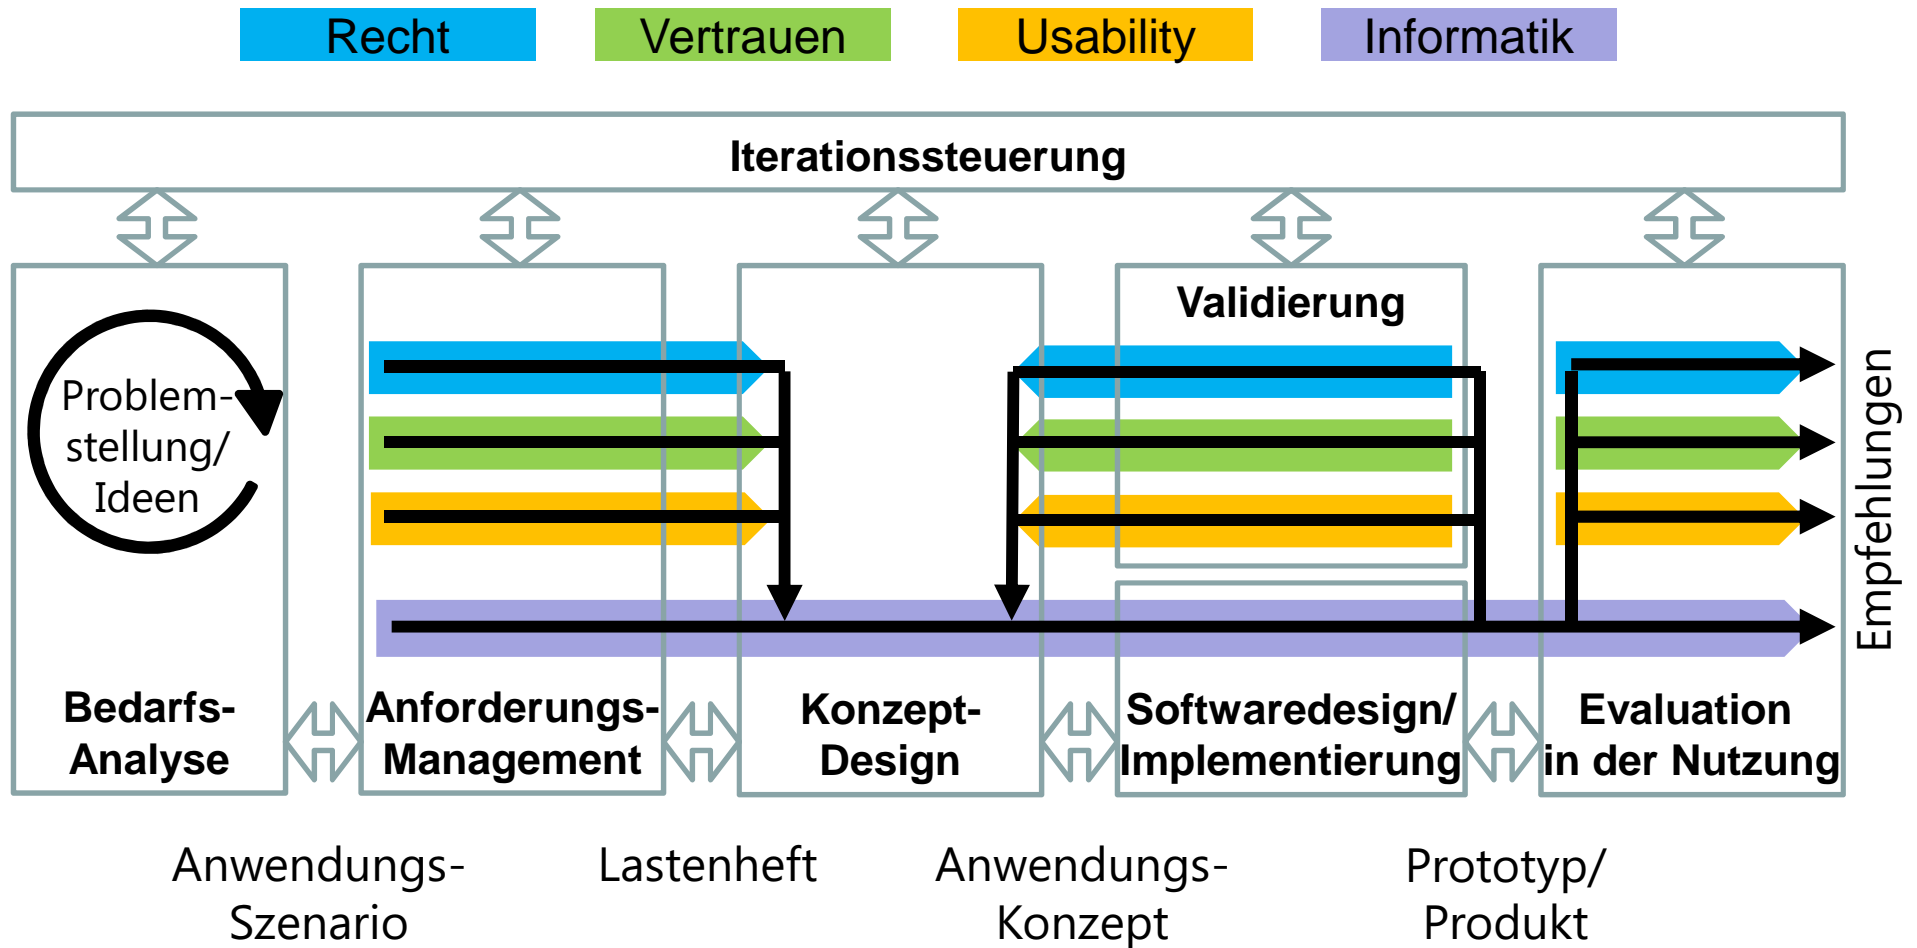 Recht
Vertrauen
Usability
Informatik
Iterationssteuerung
Problem-
stellung/
Ideen
Validierung
Empfehlungen
Bedarfs-
Analyse
Anforderungs-
Management
Konzept-
Design
Softwaredesign/
Implementierung
Evaluation
in der Nutzung
Anwendungs-
Szenario
Lastenheft
Anwendungs-
Konzept
Prototyp/
Produkt